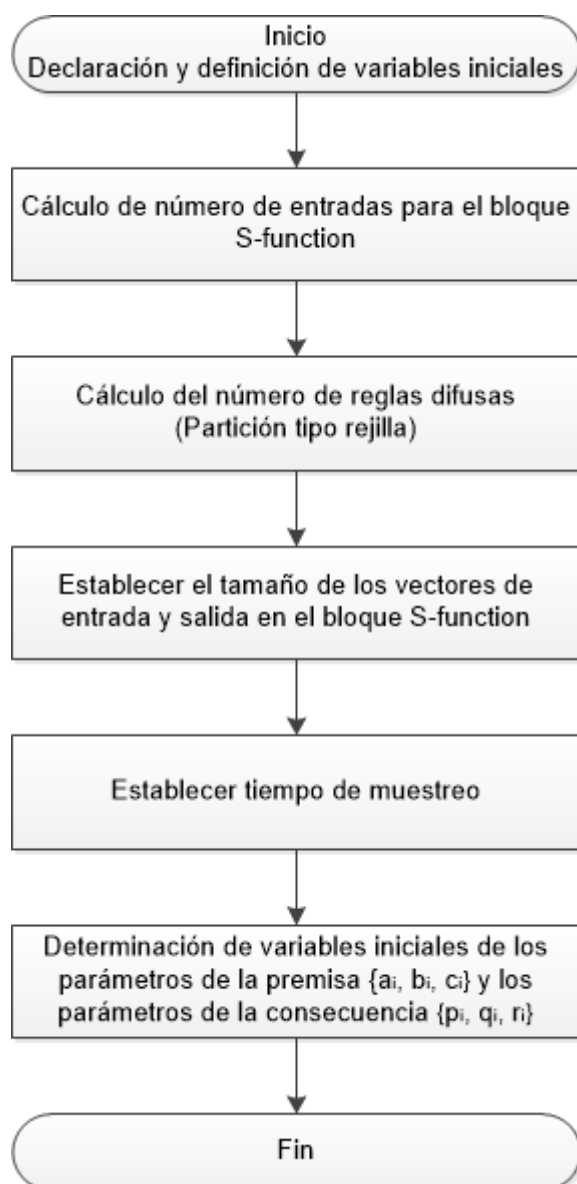 Inicio
Declaración y definición de variables iniciales
Cálculo de número de entradas para el bloque
S-function
Cálculo del número de reglas difusas
(Partición tipo rejilla)
Establecer el tamaño de los vectores de
entrada y salida en el bloque S-function
Establecer tiempo de muestreo
Determinación de variables iniciales de los
parámetros de la premisa {aᵢ, bᵢ, cᵢ} y los
parámetros de la consecuencia {pᵢ, qᵢ, rᵢ}
Fin